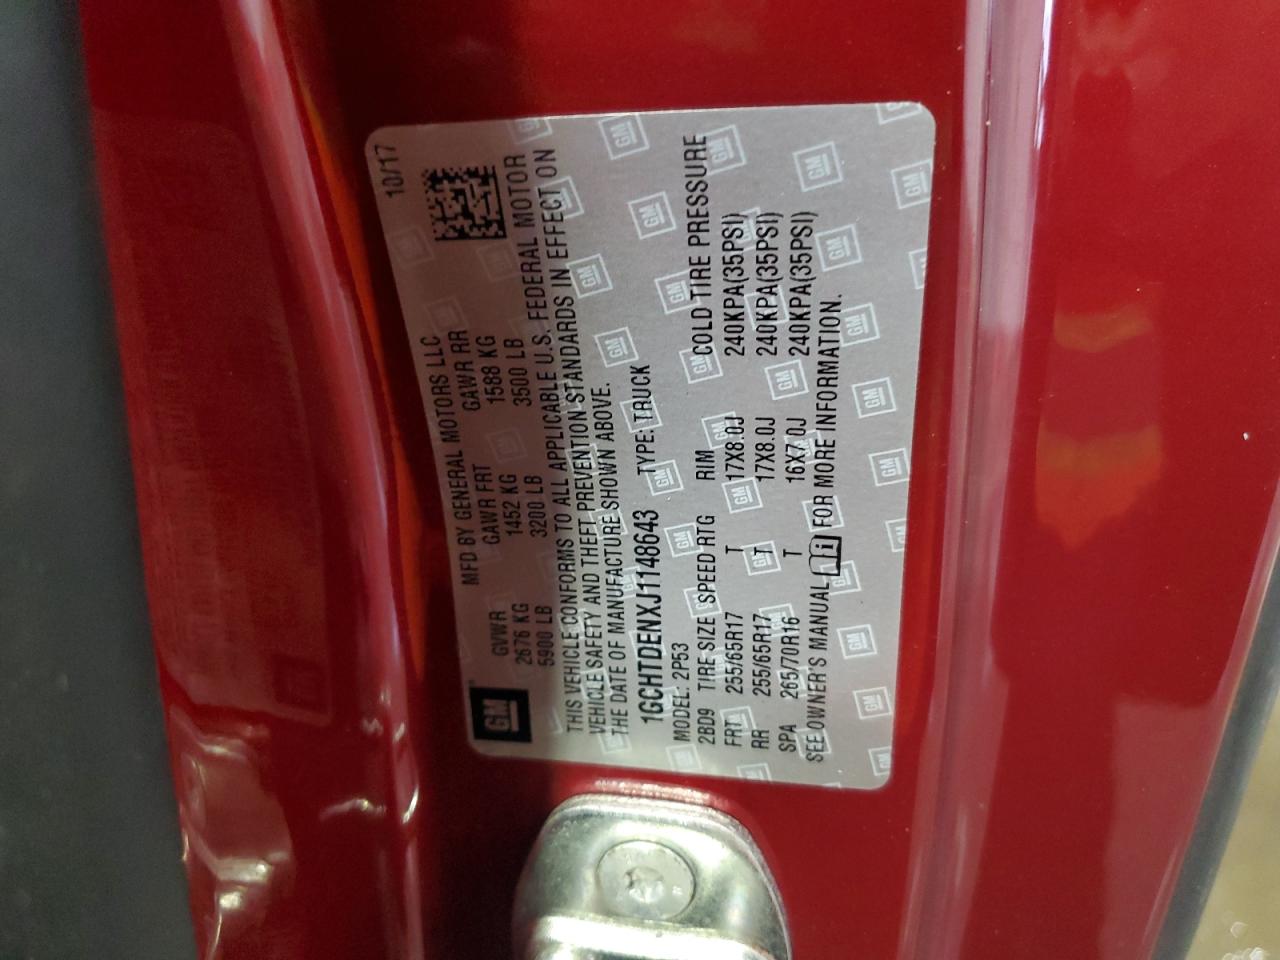 10/17
MFD BY GENERAL MOTORS LLC
GM
GVWR GAWR FRT GAWR RR
2676 KG 1452 KG 1588 KG
5900 LB 3200 LB 3500 LB
THIS VEHICLE CONFORMS TO ALL APPLICABLE U.S. FEDERAL MOTOR
VEHICLE SAFETY AND THEFT PREVENTION STANDARDS IN EFFECT ON
THE DATE OF MANUFACTURE SHOWN ABOVE.
1GCHTDENXJ1148643 TYPE: TRUCK
MODEL: 2P53
2BD9 TIRE SIZE SPEED RTG RIM COLD TIRE PRESSURE
FRT 255/65R17 T 17X8.0J 240KPA(35PSI)
RR 255/65R17 T 17X8.0J 240KPA(35PSI)
SPA 265/70R16 T 16X7.0J 240KPA(35PSI)
SEE OWNER'S MANUAL i FOR MORE INFORMATION.